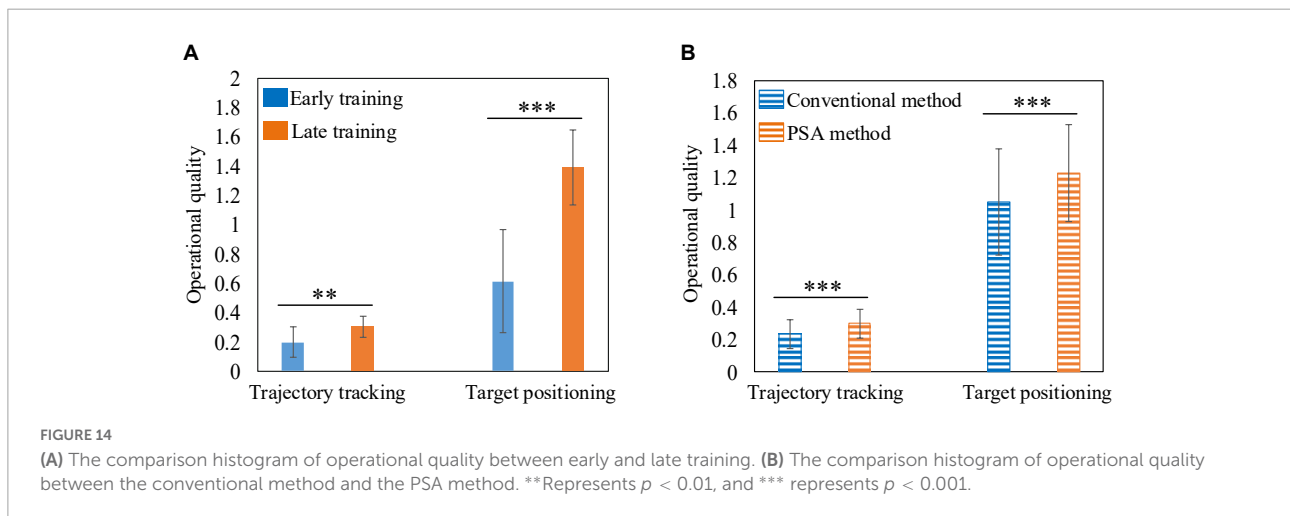 A
Operational quality
2
1.8
1.6
1.4
1.2
1
0.8
0.6
0.4
0.2
0
Early training
Late training
**
***
Trajectory tracking
Target positioning
B
Operational quality
1.8
1.6
1.4
1.2
1
0.8
0.6
0.4
0.2
0
Conventional method
PSA method
***
***
Trajectory tracking
Target positioning
FIGURE 14
(A) The comparison histogram of operational quality between early and late training. (B) The comparison histogram of operational quality
between the conventional method and the PSA method. **Represents p < 0.01, and *** represents p < 0.001.